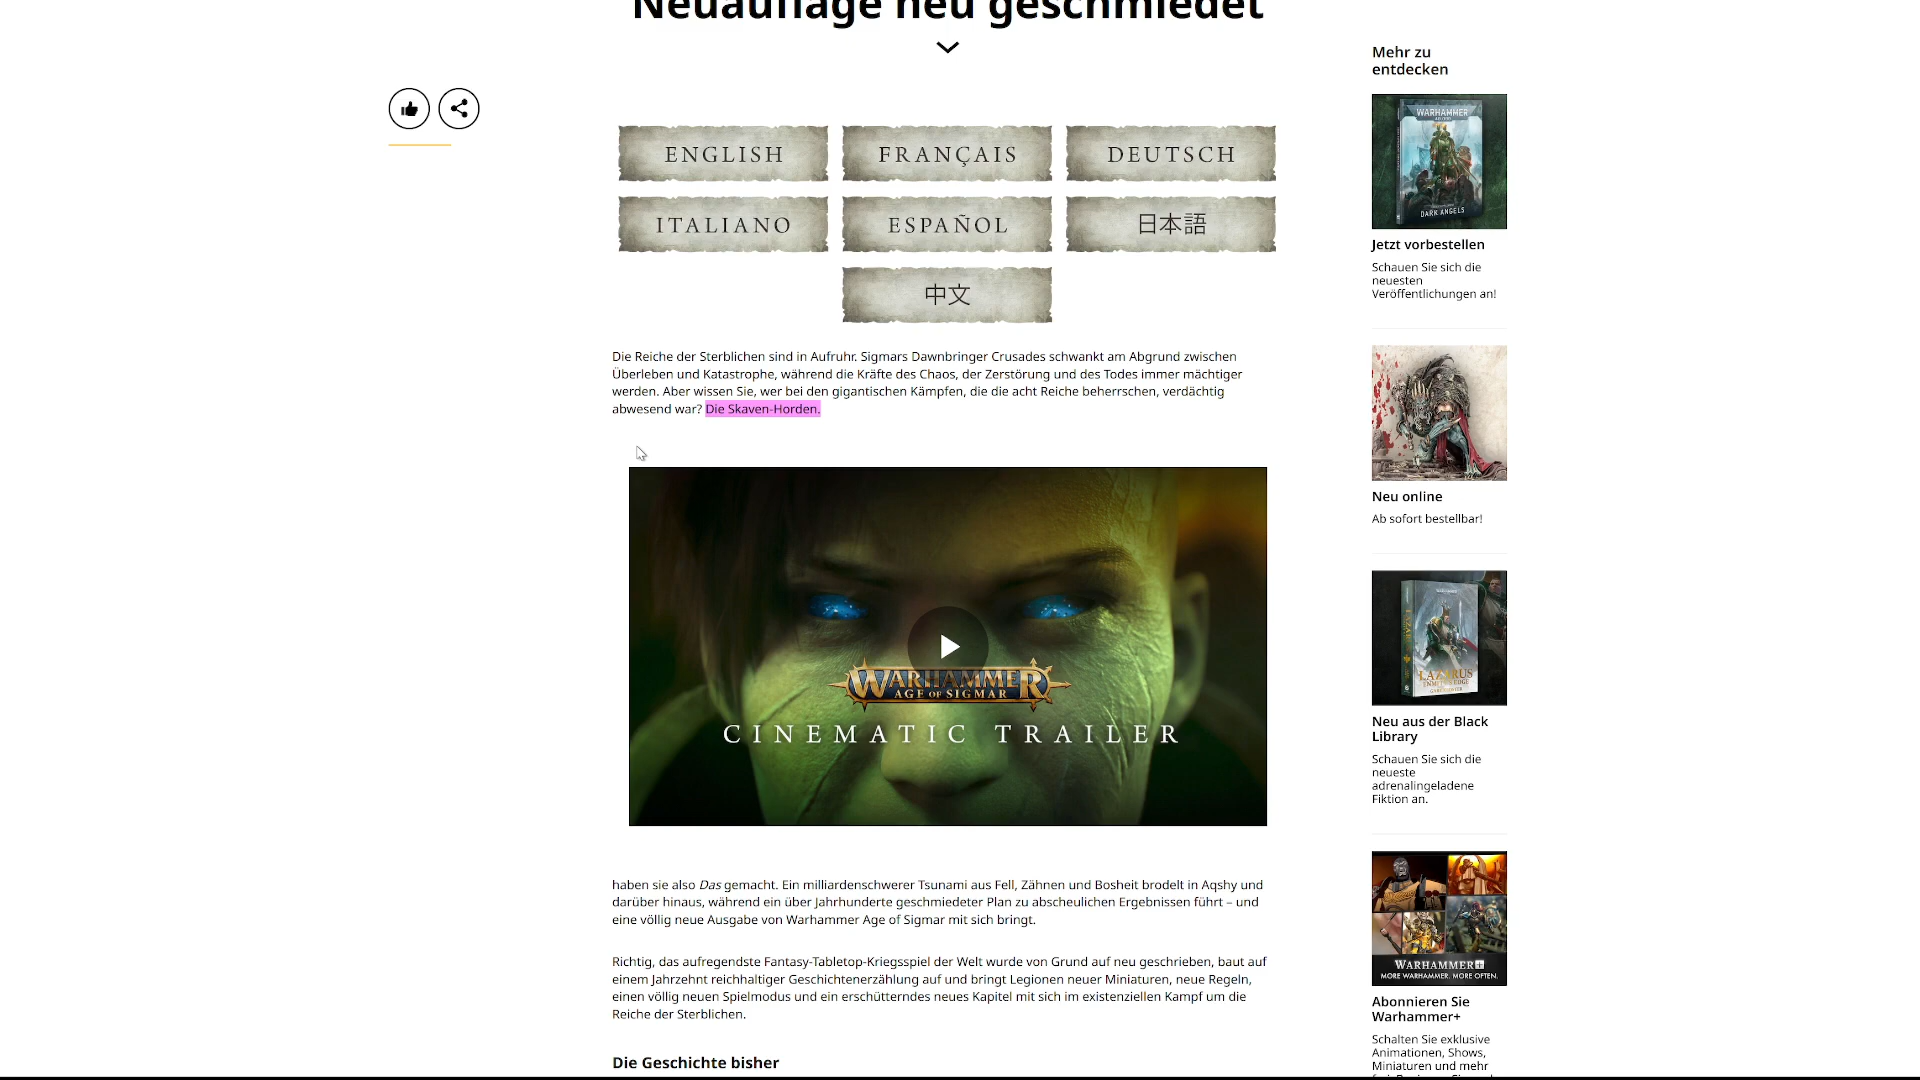 Neuauflage neu geschmiedet
ENGLISH
FRANÇAIS
DEUTSCH
ITALIANO
ESPAÑOL
日本語
中文
Die Reiche der Sterblichen sind in Aufruhr. Sigmars Dawnbringer Crusades schwankt am Abgrund zwischen
Überleben und Katastrophe, während die Kräfte des Chaos, der Zerstörung und des Todes immer mächtiger
werden. Aber wissen Sie, wer bei den gigantischen Kämpfen, die die acht Reiche beherrschen, verdächtig
abwesend war? Die Skaven-Horden.
WARHAMMER
AGE OF SIGMAR
CINEMATIC TRAILER
haben sie also Das gemacht. Ein milliardenschwerer Tsunami aus Fell, Zähnen und Bosheit brodelt in Aqshy und
darüber hinaus, während ein über Jahrhunderte geschmiedeter Plan zu abscheulichen Ergebnissen führt – und
eine völlig neue Ausgabe von Warhammer Age of Sigmar mit sich bringt.
Richtig, das aufregendste Fantasy-Tabletop-Kriegsspiel der Welt wurde von Grund auf neu geschrieben, baut auf
einem Jahrzehnt reichhaltiger Geschichtenerzählung auf und bringt Legionen neuer Miniaturen, neue Regeln,
einen völlig neuen Spielmodus und ein erschütterndes neues Kapitel mit sich im existenziellen Kampf um die
Reiche der Sterblichen.
Die Geschichte bisher
Mehr zu
entdecken
WARHAMMER
DARK ANGELS
Jetzt vorbestellen
Schauen Sie sich die
neuesten
Veröffentlichungen an!
Neu online
Ab sofort bestellbar!
LAZARUS
Neu aus der Black
Library
Schauen Sie sich die
neueste
adrenalingeladene
Fiktion an.
WARHAMMER+
MORE WARHAMMER. MORE OFTEN.
Abonnieren Sie
Warhammer+
Schalten Sie exklusive
Animationen, Shows,
Miniaturen und mehr